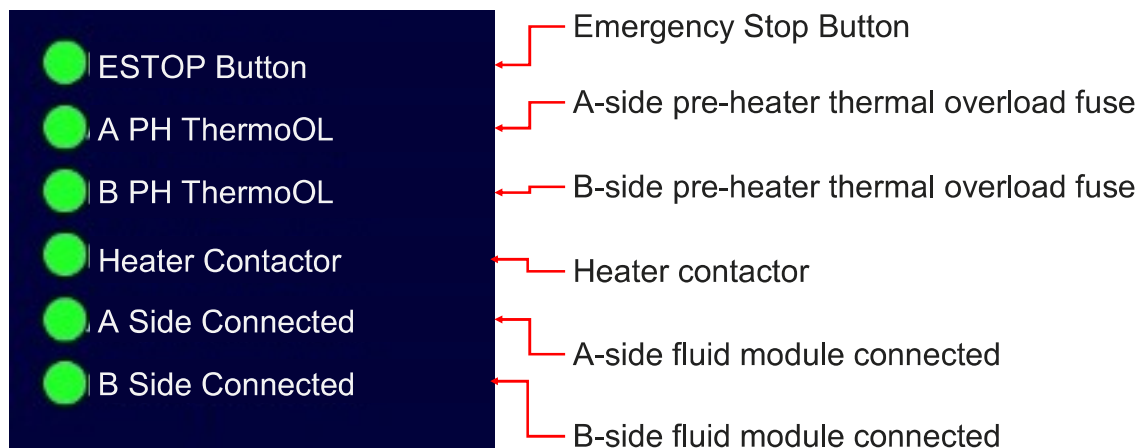 ESTOP Button
A PH ThermoOL
B PH ThermoOL
Heater Contactor
A Side Connected
B Side Connected
Emergency Stop Button
A-side pre-heater thermal overload fuse
B-side pre-heater thermal overload fuse
Heater contactor
A-side fluid module connected
B-side fluid module connected